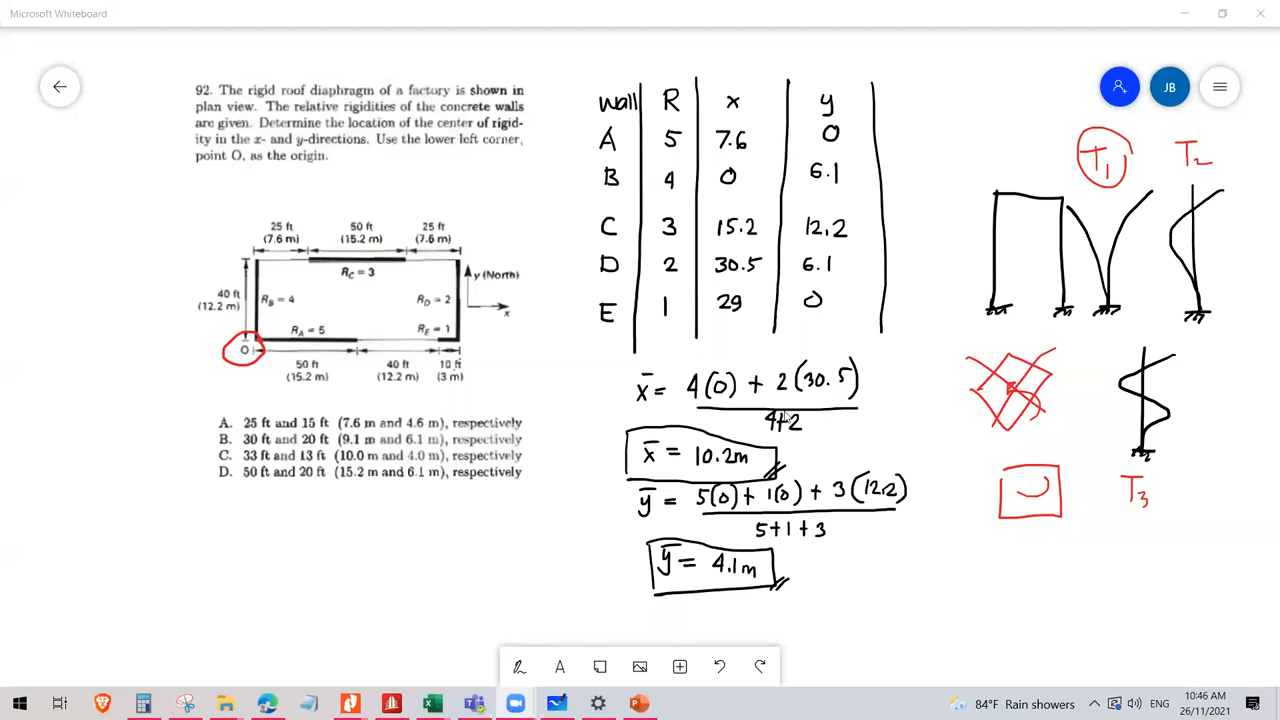 Microsoft Whiteboard
JB
92. The rigid roof diaphragm of a factory is shown in
plan view. The relative rigidities of the concrete walls
are given. Determine the location of the center of rigid-
ity in the x- and y-directions. Use the lower left corner,
point O, as the origin.
25 ft 50 ft 25 ft
(7.6 m) (15.2 m) (7.6 m)
RC = 3
y (North)
40 ft
(12.2 m)
RB = 4
RD = 2
x
RA = 5
RE = 1
O
50 ft 40 ft 10 ft
(15.2 m) (12.2 m) (3 m)
A. 25 ft and 15 ft (7.6 m and 4.6 m), respectively
B. 30 ft and 20 ft (9.1 m and 6.1 m), respectively
C. 33 ft and 13 ft (10.0 m and 4.0 m), respectively
D. 50 ft and 20 ft (15.2 m and 6.1 m), respectively
wall R x y
A 5 7.6 0
B 4 0 6.1
C 3 15.2 12.2
D 2 30.5 6.1
E 1 29 0
x̄ = 4(0) + 2(30.5)
4+2
x̄ = 10.2m
ȳ = 5(0) + 1(0) + 3(12.2)
5+1+3
ȳ = 4.1m
T1 T2
T3
A
84°F Rain showers
ENG
10:46 AM
26/11/2021